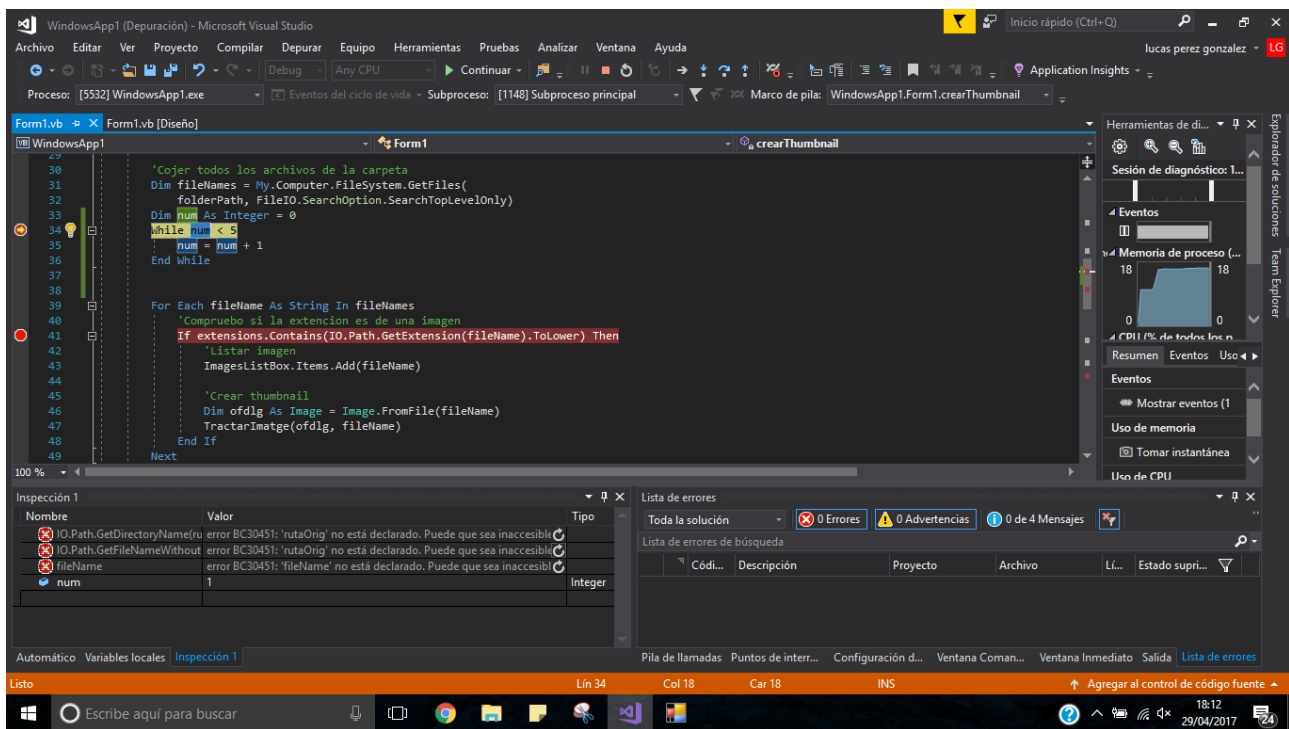 WindowsApp1 (Depuración) - Microsoft Visual Studio
Inicio rápido (Ctrl+Q)
Archivo Editar Ver Proyecto Compilar Depurar Equipo Herramientas Pruebas Analizar Ventana Ayuda
lucas perez gonzalez LG
Debug Any CPU Continuar Application Insights
Proceso: [5532] WindowsApp1.exe Eventos del ciclo de vida Subproceso: [1148] Subproceso principal Marco de pila: WindowsApp1.Form1.crearThumbnail
Form1.vb Form1.vb [Diseño]
VB WindowsApp1 Form1 crearThumbnail
29
30 'Cojer todos los archivos de la carpeta
31 Dim fileNames = My.Computer.FileSystem.GetFiles(
32 folderPath, FileIO.SearchOption.SearchTopLevelOnly)
33 Dim num As Integer = 0
34 While num < 5
35 num = num + 1
36 End While
37
38
39 For Each fileName As String In fileNames
40 'Compruebo si la extencion es de una imagen
41 If extensions.Contains(IO.Path.GetExtension(fileName).ToLower) Then
42 'Listar imagen
43 ImagesListBox.Items.Add(fileName)
44
45 'Crear thumbnail
46 Dim ofdlg As Image = Image.FromFile(fileName)
47 TractarImatge(ofdlg, fileName)
48 End If
49 Next
100 %
Herramientas de di...
Sesión de diagnóstico: 1...
Eventos
Memoria de proceso (...
18 18
0 0
CPU (% de todos los p
Resumen Eventos Uso
Eventos
Mostrar eventos (1
Uso de memoria
Tomar instantánea
Uso de CPU
Explorador de soluciones
Team Explorer
Inspección 1
Nombre Valor Tipo
IO.Path.GetDirectoryName(ru error BC30451: 'rutaOrig' no está declarado. Puede que sea inaccesible
IO.Path.GetFileNameWithout error BC30451: 'rutaOrig' no está declarado. Puede que sea inaccesible
fileName error BC30451: 'fileName' no está declarado. Puede que sea inaccesibl
num 1 Integer
Automático Variables locales Inspección 1
Lista de errores
Toda la solución 0 Errores 0 Advertencias 0 de 4 Mensajes
Lista de errores de búsqueda
Códi... Descripción Proyecto Archivo Lí... Estado supri...
Pila de llamadas Puntos de interr... Configuración d... Ventana Coman... Ventana Inmediato Salida Lista de errores
Listo Lín 34 Col 18 Car 18 INS Agregar al control de código fuente
Escribe aquí para buscar
18:12
29/04/2017
24